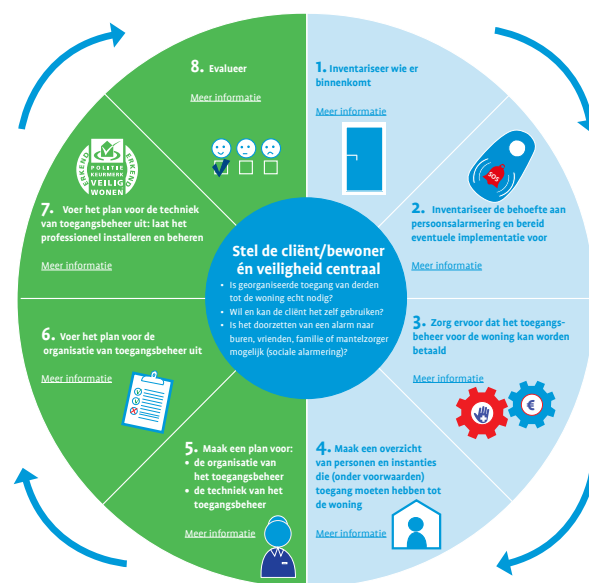 8. Evalueer
Meer informatie
1. Inventariseer wie er
binnenkomt
Meer informatie
SOS
2. Inventariseer de behoefte aan
persoonsalarmering en bereid
eventuele implementatie voor
Meer informatie
3. Zorg ervoor dat het toegangs-
beheer voor de woning kan worden
betaald
Meer informatie
€
4. Maak een overzicht
van personen en instanties
die (onder voorwaarden)
toegang moeten hebben tot
de woning
Meer informatie
5. Maak een plan voor:
• de organisatie van
het toegangsbeheer
• de techniek van het
toegangsbeheer
Meer informatie
6. Voer het plan voor de
organisatie van toegangsbeheer uit
Meer informatie
ERKEND
POLITIE
KEURMERK
VEILIG
WONEN
ERKEND
7. Voer het plan voor de techniek
van toegangsbeheer uit: laat het
professioneel installeren en beheren
Meer informatie
Stel de cliënt/bewoner
én veiligheid centraal
• Is georganiseerde toegang van derden
tot de woning echt nodig?
• Wil en kan de cliënt het zelf gebruiken?
• Is het doorzetten van een alarm naar
buren, vrienden, familie of mantelzorger
mogelijk (sociale alarmering)?